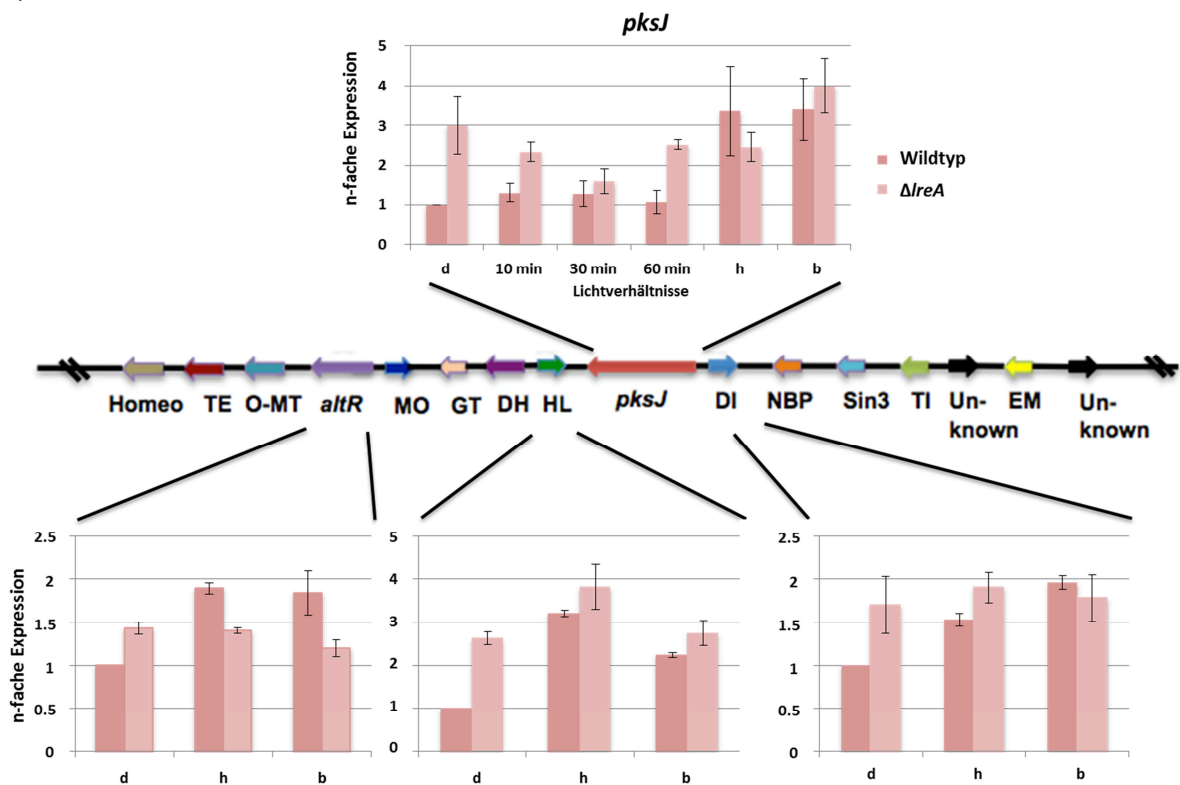 pksJ
n-fache Expression
5
4
3
2
1
0
d 10 min 30 min 60 min h b
Lichtverhältnisse
Wildtyp
ΔlreA
Homeo TE O-MT altR MO GT DH HL pksJ DI NBP Sin3 TI Un- EM Un-
known known
n-fache Expression
2.5
2
1.5
1
0.5
0
d h b
5
4
3
2
1
0
d h b
2.5
2
1.5
1
0.5
0
d h b